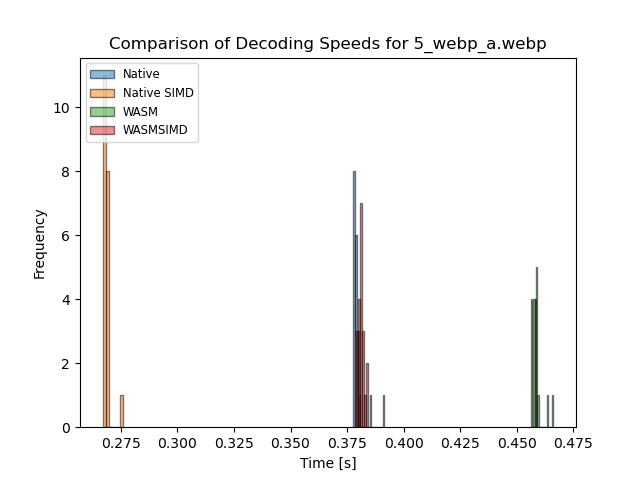 Comparison of Decoding Speeds for 5_webp_a.webp
Native
Native SIMD
WASM
WASMSIMD
Frequency
10
8
6
4
2
0
0.275 0.300 0.325 0.350 0.375 0.400 0.425 0.450 0.475
Time [s]